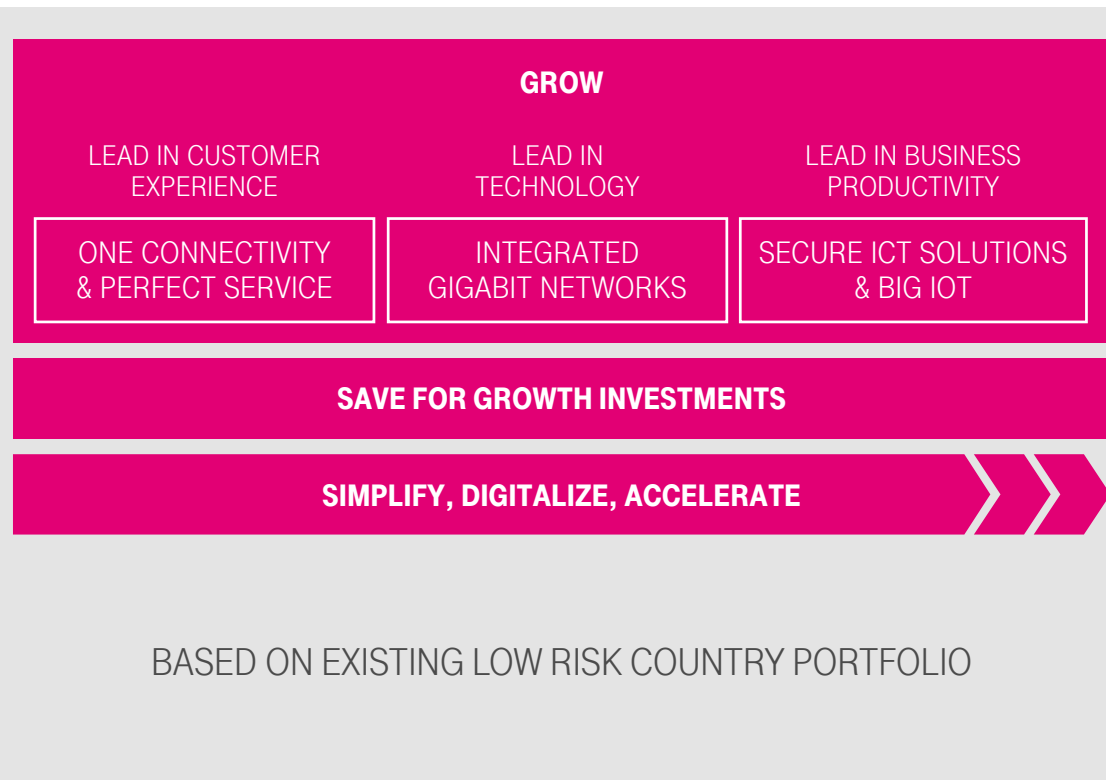 GROW
LEAD IN CUSTOMER
EXPERIENCE
LEAD IN
TECHNOLOGY
LEAD IN BUSINESS
PRODUCTIVITY
ONE CONNECTIVITY
& PERFECT SERVICE
INTEGRATED
GIGABIT NETWORKS
SECURE ICT SOLUTIONS
& BIG IOT
SAVE FOR GROWTH INVESTMENTS
SIMPLIFY, DIGITALIZE, ACCELERATE
BASED ON EXISTING LOW RISK COUNTRY PORTFOLIO